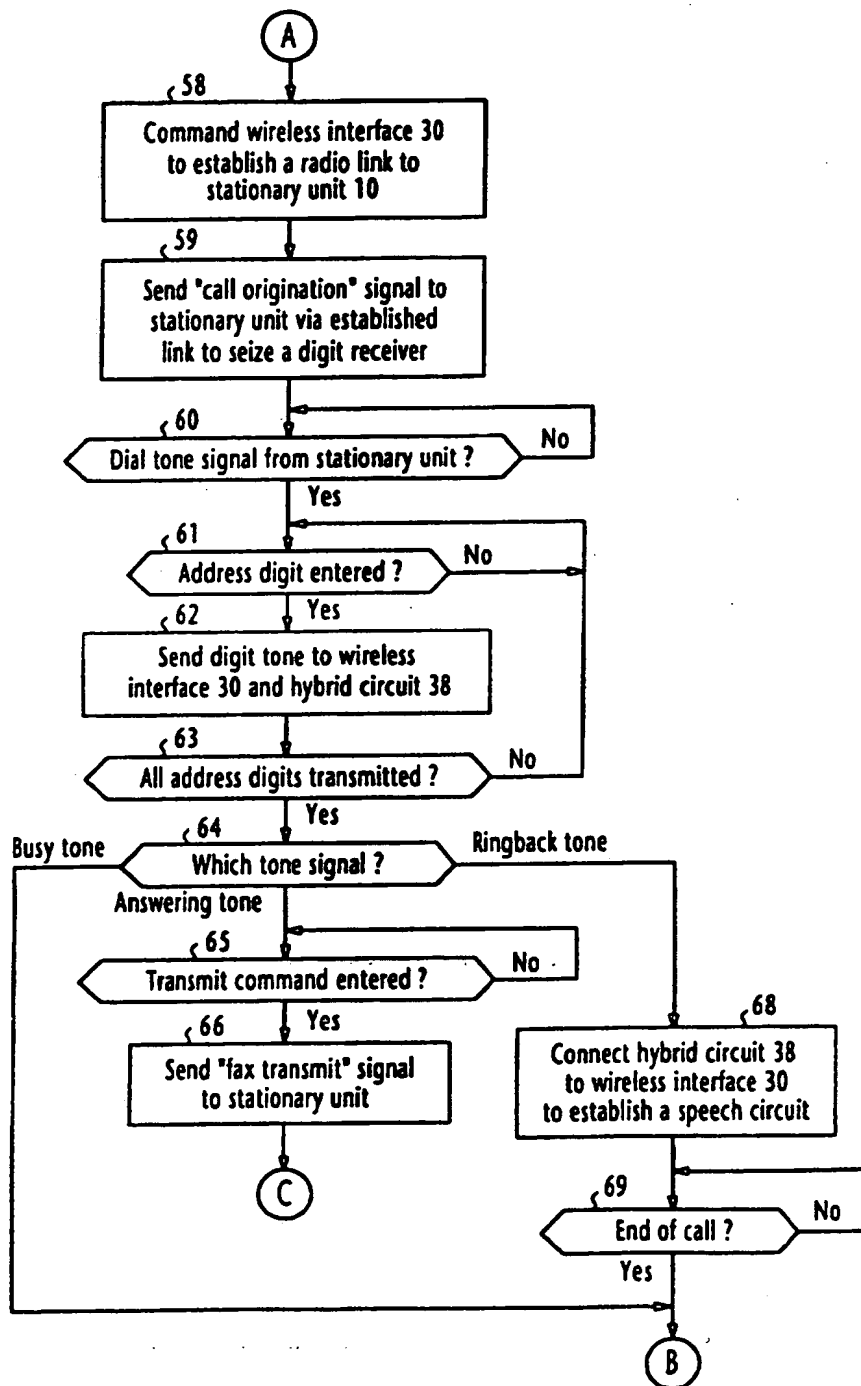 A
58
Command wireless interface 30
to establish a radio link to
stationary unit 10
59
Send "call origination" signal to
stationary unit via established
link to seize a digit receiver
60
Dial tone signal from stationary unit ?
No
Yes
61
Address digit entered ?
No
Yes
62
Send digit tone to wireless
interface 30 and hybrid circuit 38
63
All address digits transmitted ?
No
Yes
64
Busy tone
Which tone signal ?
Ringback tone
Answering tone
65
Transmit command entered ?
No
Yes
66
Send "fax transmit" signal
to stationary unit
C
68
Connect hybrid circuit 38
to wireless interface 30
to establish a speech circuit
69
End of call ?
No
Yes
B